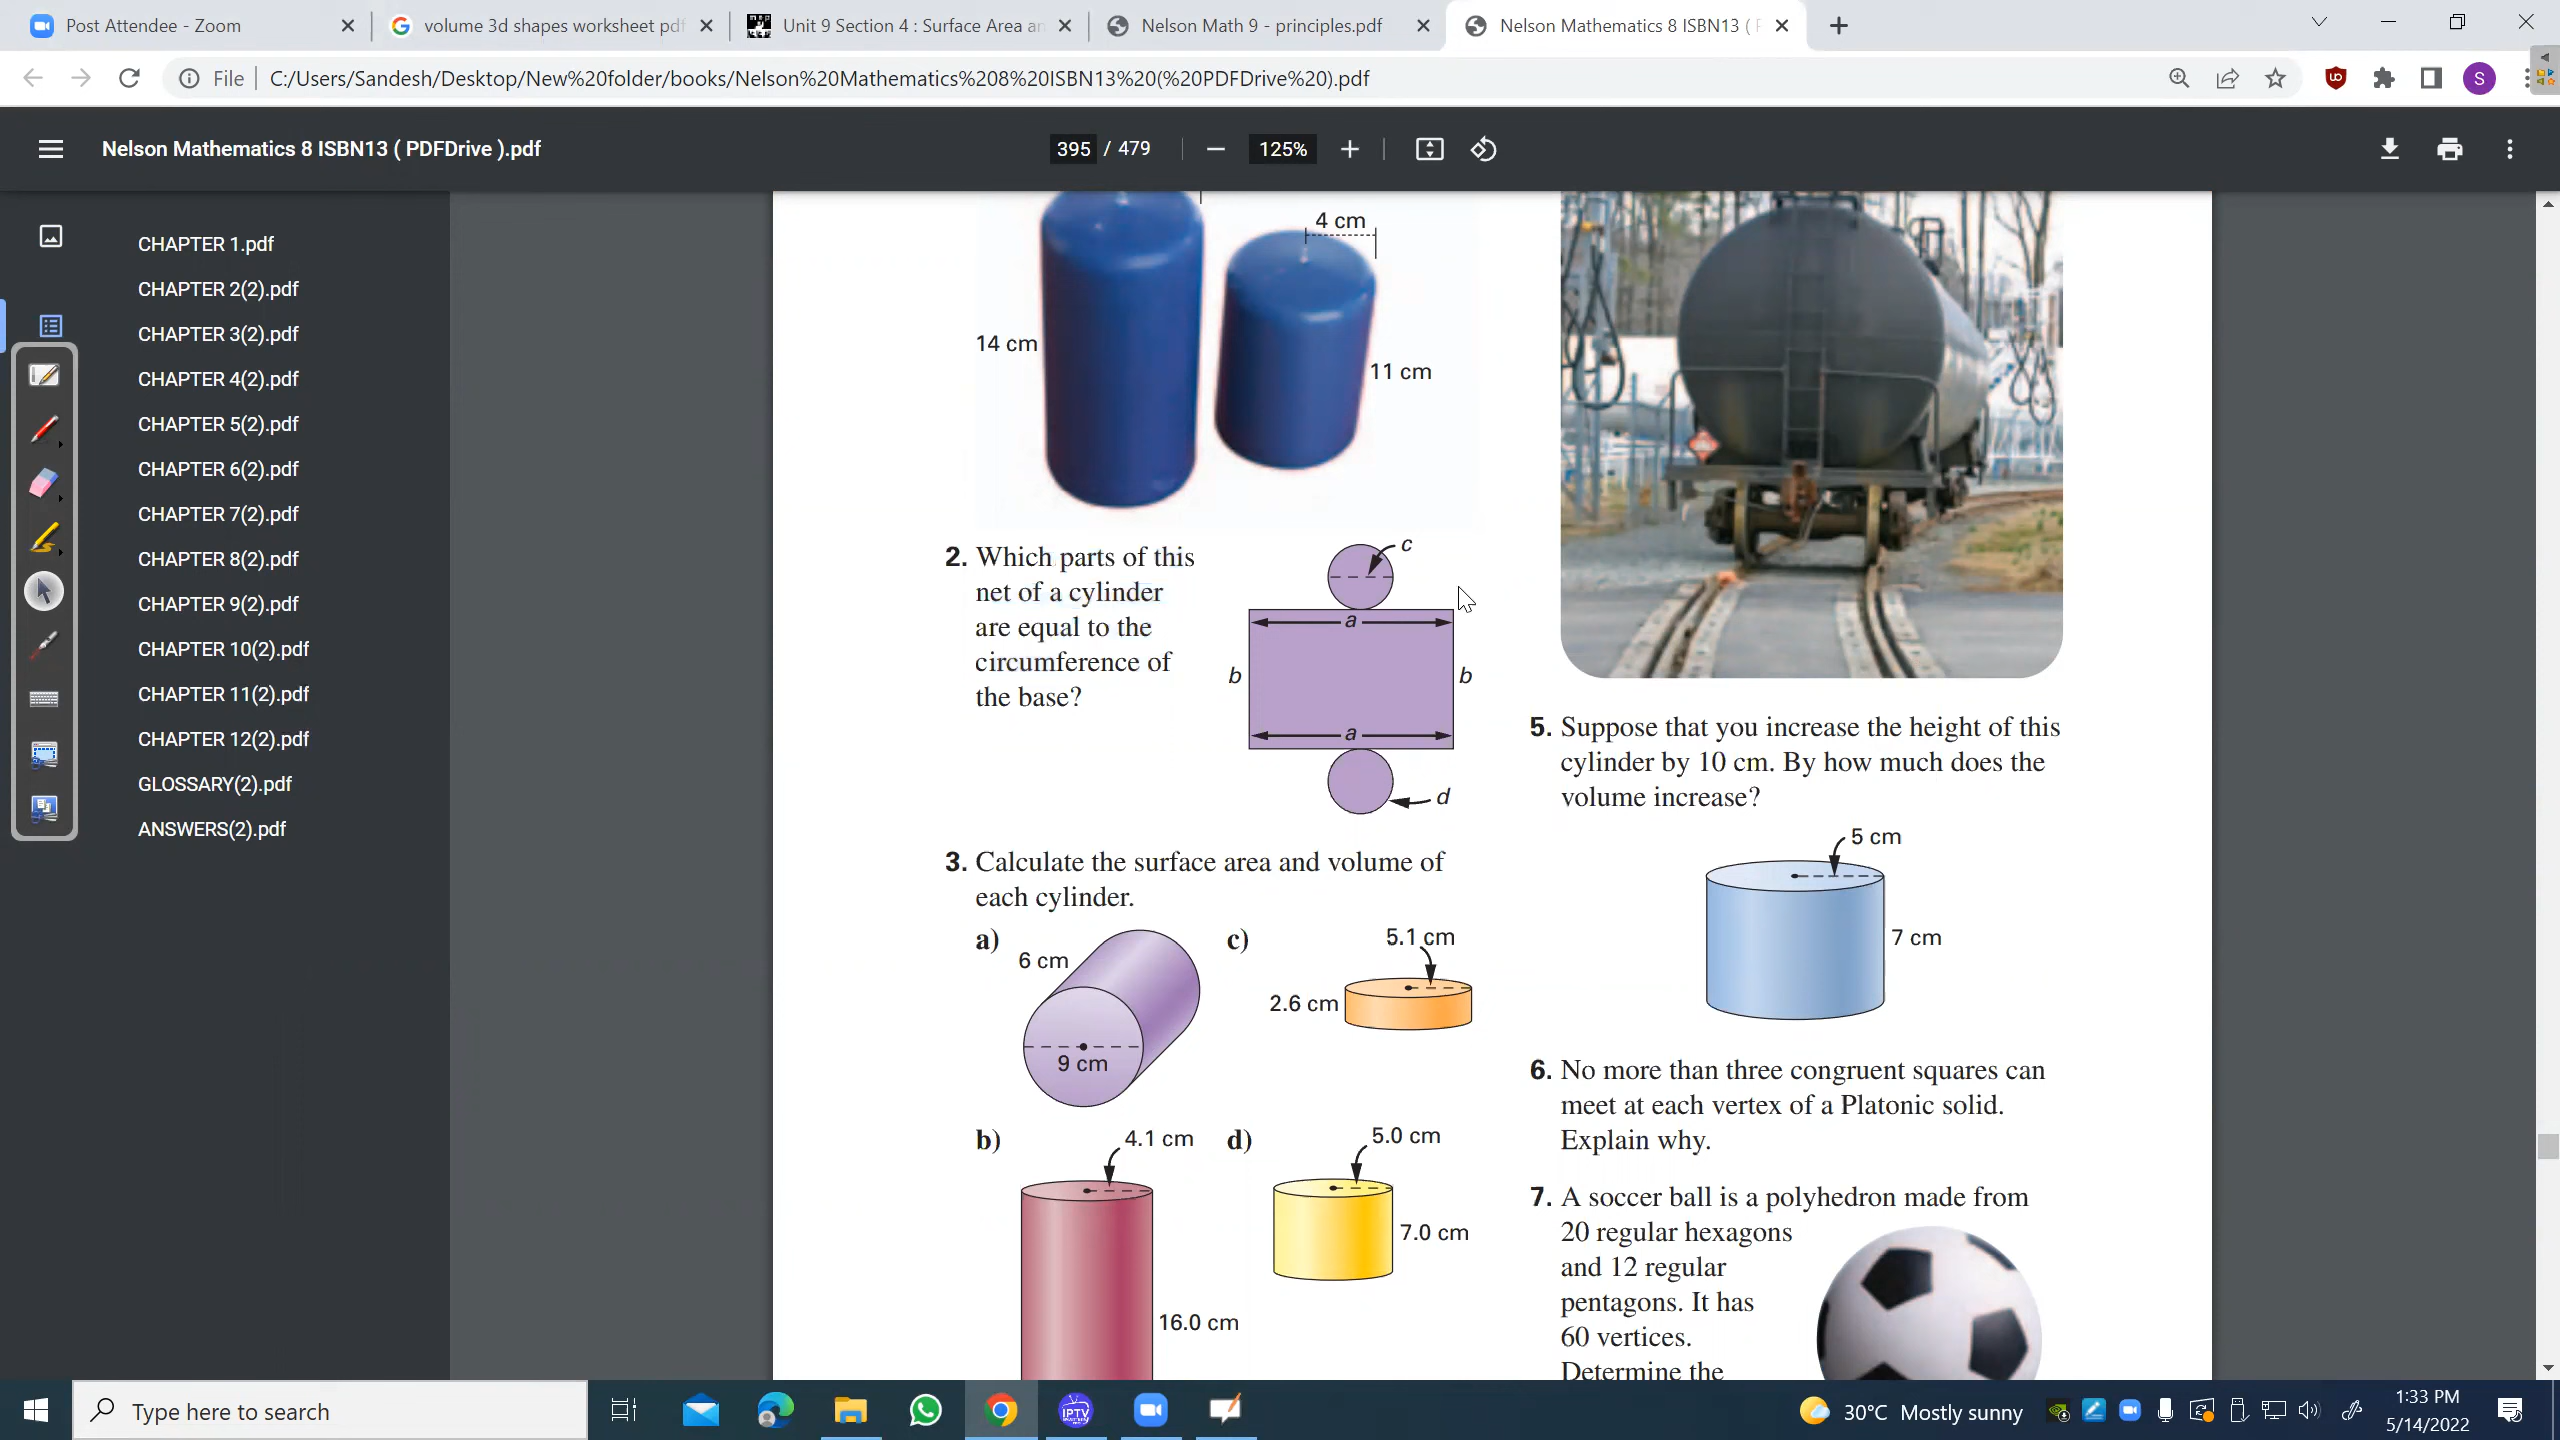 Post Attendee - Zoom
volume 3d shapes worksheet pdf
Unit 9 Section 4 : Surface Area an
Nelson Math 9 - principles.pdf
Nelson Mathematics 8 ISBN13 ( P
File
C:/Users/Sandesh/Desktop/New%20folder/books/Nelson%20Mathematics%208%20ISBN13%20(%20PDFDrive%20).pdf
S
Nelson Mathematics 8 ISBN13 ( PDFDrive ).pdf
395 / 479
125%
CHAPTER 1.pdf
CHAPTER 2(2).pdf
CHAPTER 3(2).pdf
CHAPTER 4(2).pdf
CHAPTER 5(2).pdf
CHAPTER 6(2).pdf
CHAPTER 7(2).pdf
CHAPTER 8(2).pdf
CHAPTER 9(2).pdf
CHAPTER 10(2).pdf
CHAPTER 11(2).pdf
CHAPTER 12(2).pdf
GLOSSARY(2).pdf
ANSWERS(2).pdf
4 cm
14 cm
11 cm
2. Which parts of this
net of a cylinder
are equal to the
circumference of
the base?
c
a
b
b
a
d
3. Calculate the surface area and volume of
each cylinder.
a)
6 cm
9 cm
c)
5.1 cm
2.6 cm
b)
4.1 cm
16.0 cm
d)
5.0 cm
7.0 cm
5. Suppose that you increase the height of this
cylinder by 10 cm. By how much does the
volume increase?
5 cm
7 cm
6. No more than three congruent squares can
meet at each vertex of a Platonic solid.
Explain why.
7. A soccer ball is a polyhedron made from
20 regular hexagons
and 12 regular
pentagons. It has
60 vertices.
Determine the
Type here to search
IPTV
30°C Mostly sunny
1:33 PM
5/14/2022